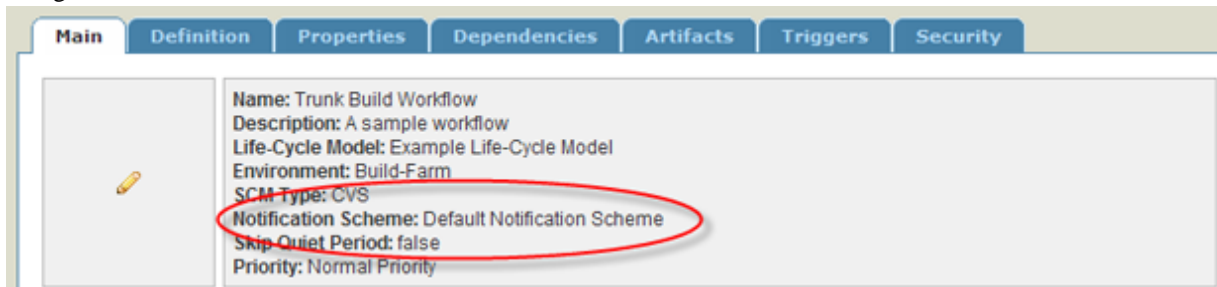 Main Definition Properties Dependencies Artifacts Triggers Security
Name: Trunk Build Workflow
Description: A sample workflow
Life-Cycle Model: Example Life-Cycle Model
Environment: Build-Farm
SCM Type: CVS
Notification Scheme: Default Notification Scheme
Skip Quiet Period: false
Priority: Normal Priority